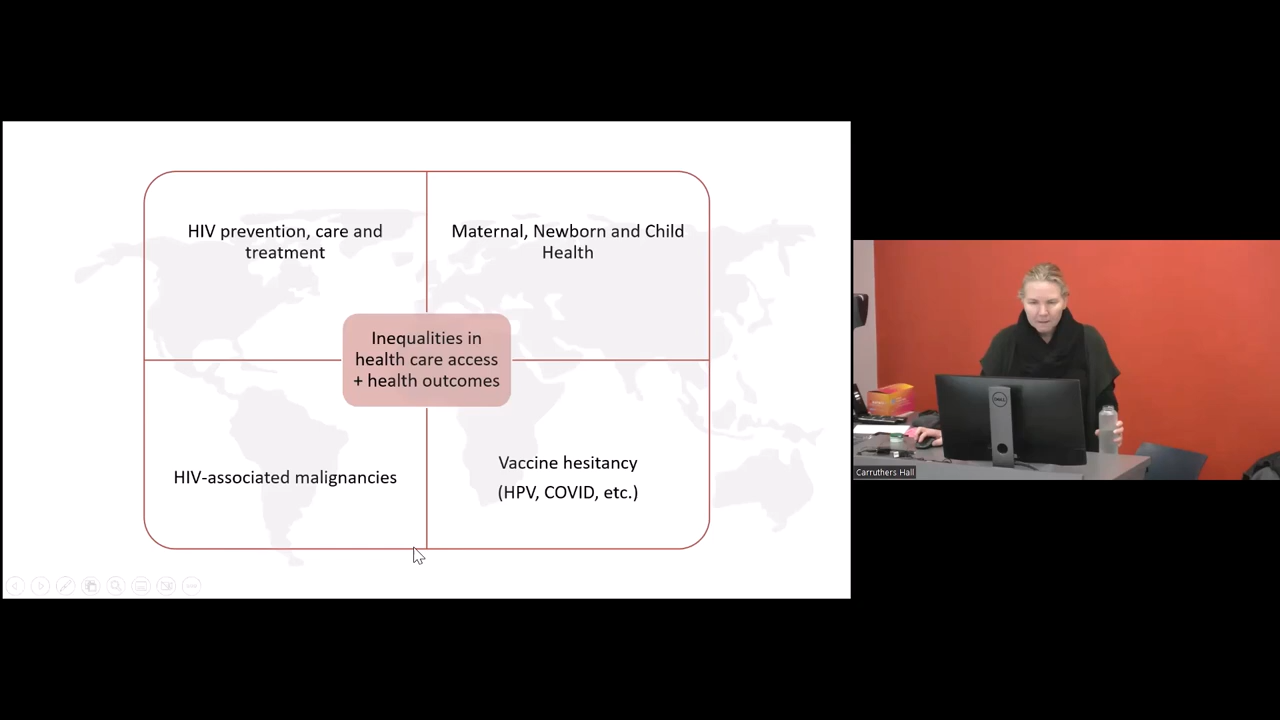 HIV prevention, care and
treatment
Maternal, Newborn and Child
Health
Inequalities in
health care access
+ health outcomes
HIV-associated malignancies
Vaccine hesitancy
(HPV, COVID, etc.)
DELL
Carruthers Hall